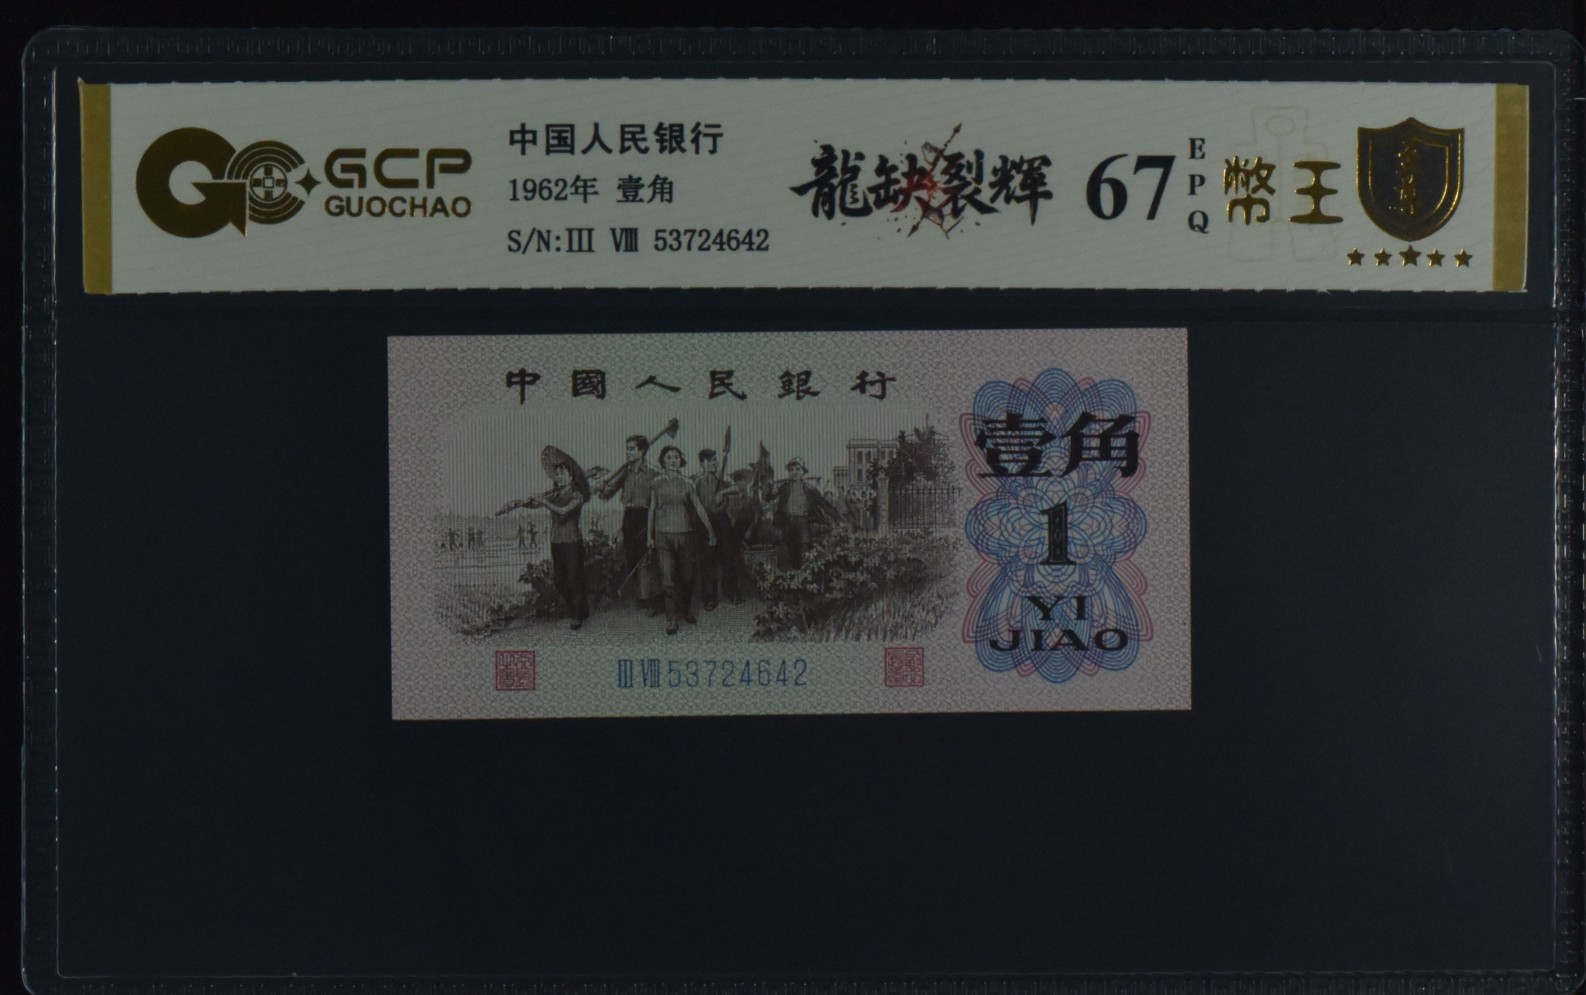 GCP
GUOCHAO
中国人民银行
1962年 壹角
S/N:III VIII 53724642
龍缺裂輝
67
EPQ
幣王
中國人民銀行
壹角
1
YI
JIAO
III VIII 53724642